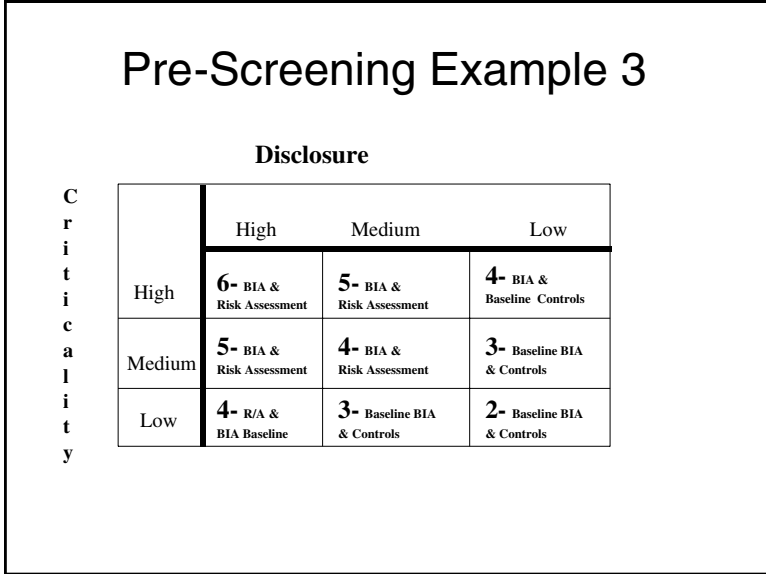 Pre-Screening Example 3
Disclosure
Criticality
High Medium Low
High
6- BIA &
Risk Assessment
5- BIA &
Risk Assessment
4- BIA &
Baseline Controls
Medium
5- BIA &
Risk Assessment
4- BIA &
Risk Assessment
3- Baseline BIA
& Controls
Low
4- R/A &
BIA Baseline
3- Baseline BIA
& Controls
2- Baseline BIA
& Controls